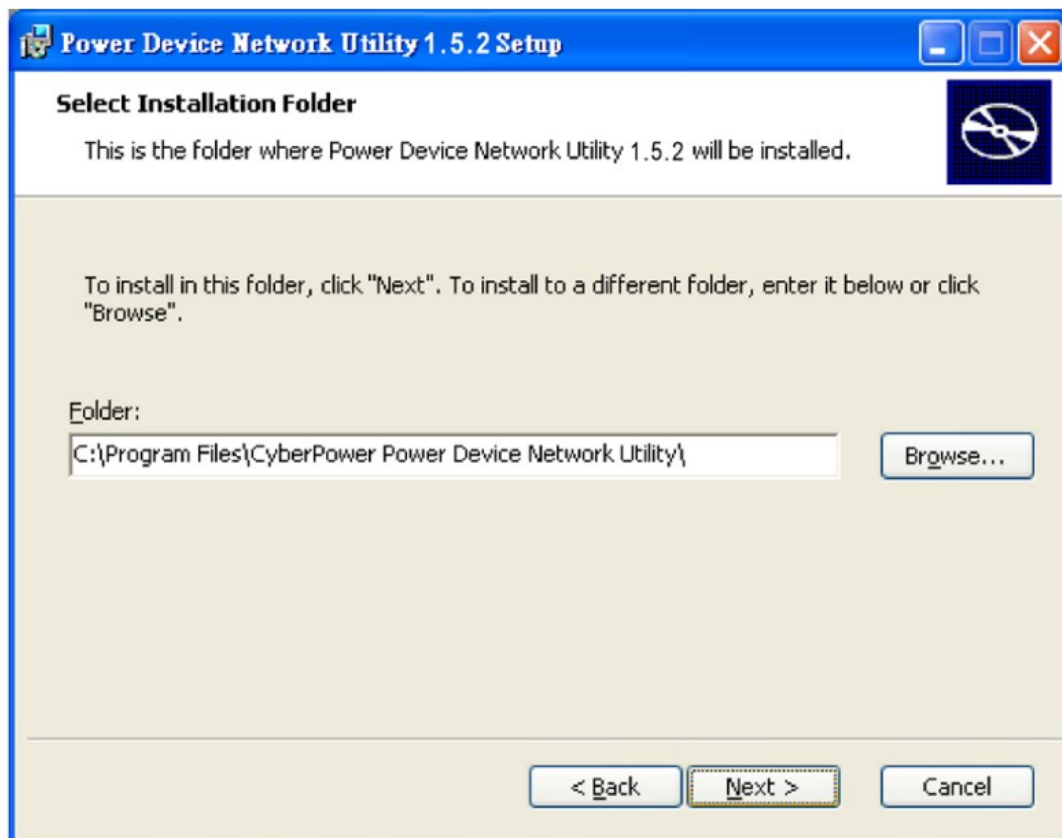 Power Device Network Utility 1.5.2 Setup
Select Installation Folder
This is the folder where Power Device Network Utility 1.5.2 will be installed.
To install in this folder, click "Next". To install to a different folder, enter it below or click
"Browse".
Folder:
C:\Program Files\CyberPower Power Device Network Utility\
Browse...
< Back
Next >
Cancel